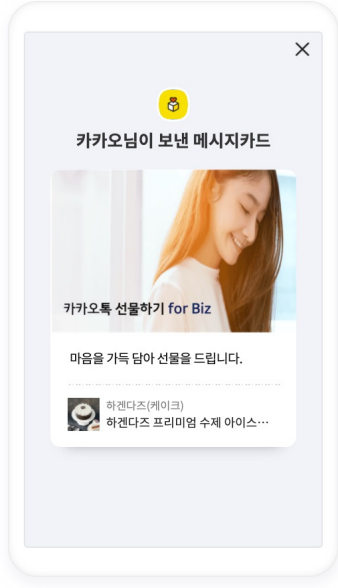 카카오님이 보낸 메시지카드
카카오톡 선물하기 for Biz
마음을 가득 담아 선물을 드립니다.
하겐다즈(케이크)
하겐다즈 프리미엄 수제 아이스…